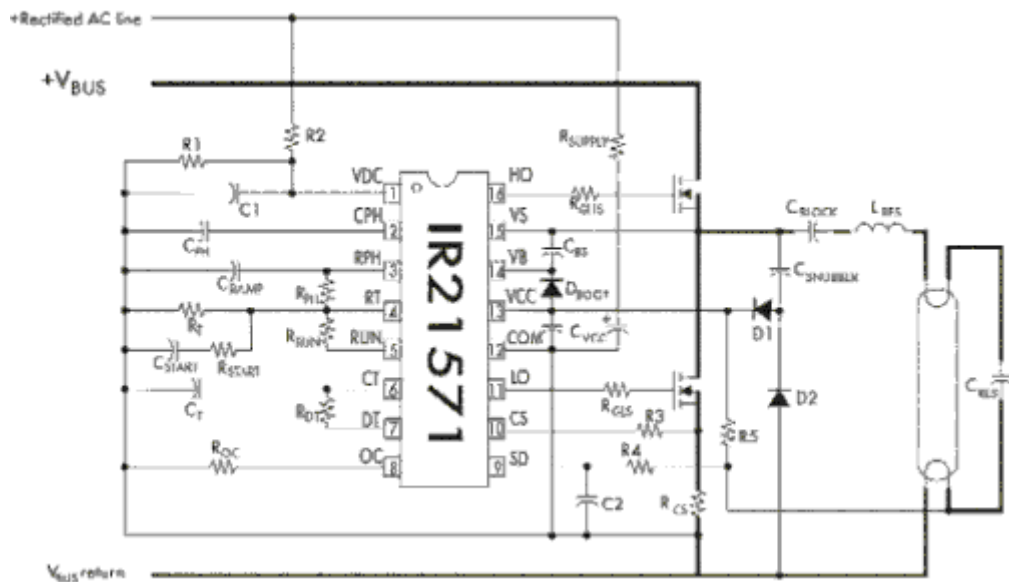 +Rectified AC line
+VBUS
R1
R2
RSUPPLY
VDC
1
16
HO
C1
RGHS
CPH
2
15
VS
CPH
CBLOCK
LRES
CBS
CSNUBBER
RPH
3
14
VB
CRAMP
RPH
DBOOT
RT
4
13
VCC
RT
D1
RUN
5
12
COM
RRUN
CVCC
CSTART
RSTART
CT
6
11
LO
CT
RDT
RGLS
D2
CRES
DT
7
10
CS
R3
R5
OC
8
9
SD
ROC
R4
C2
RCS
IR21571
VBUS return